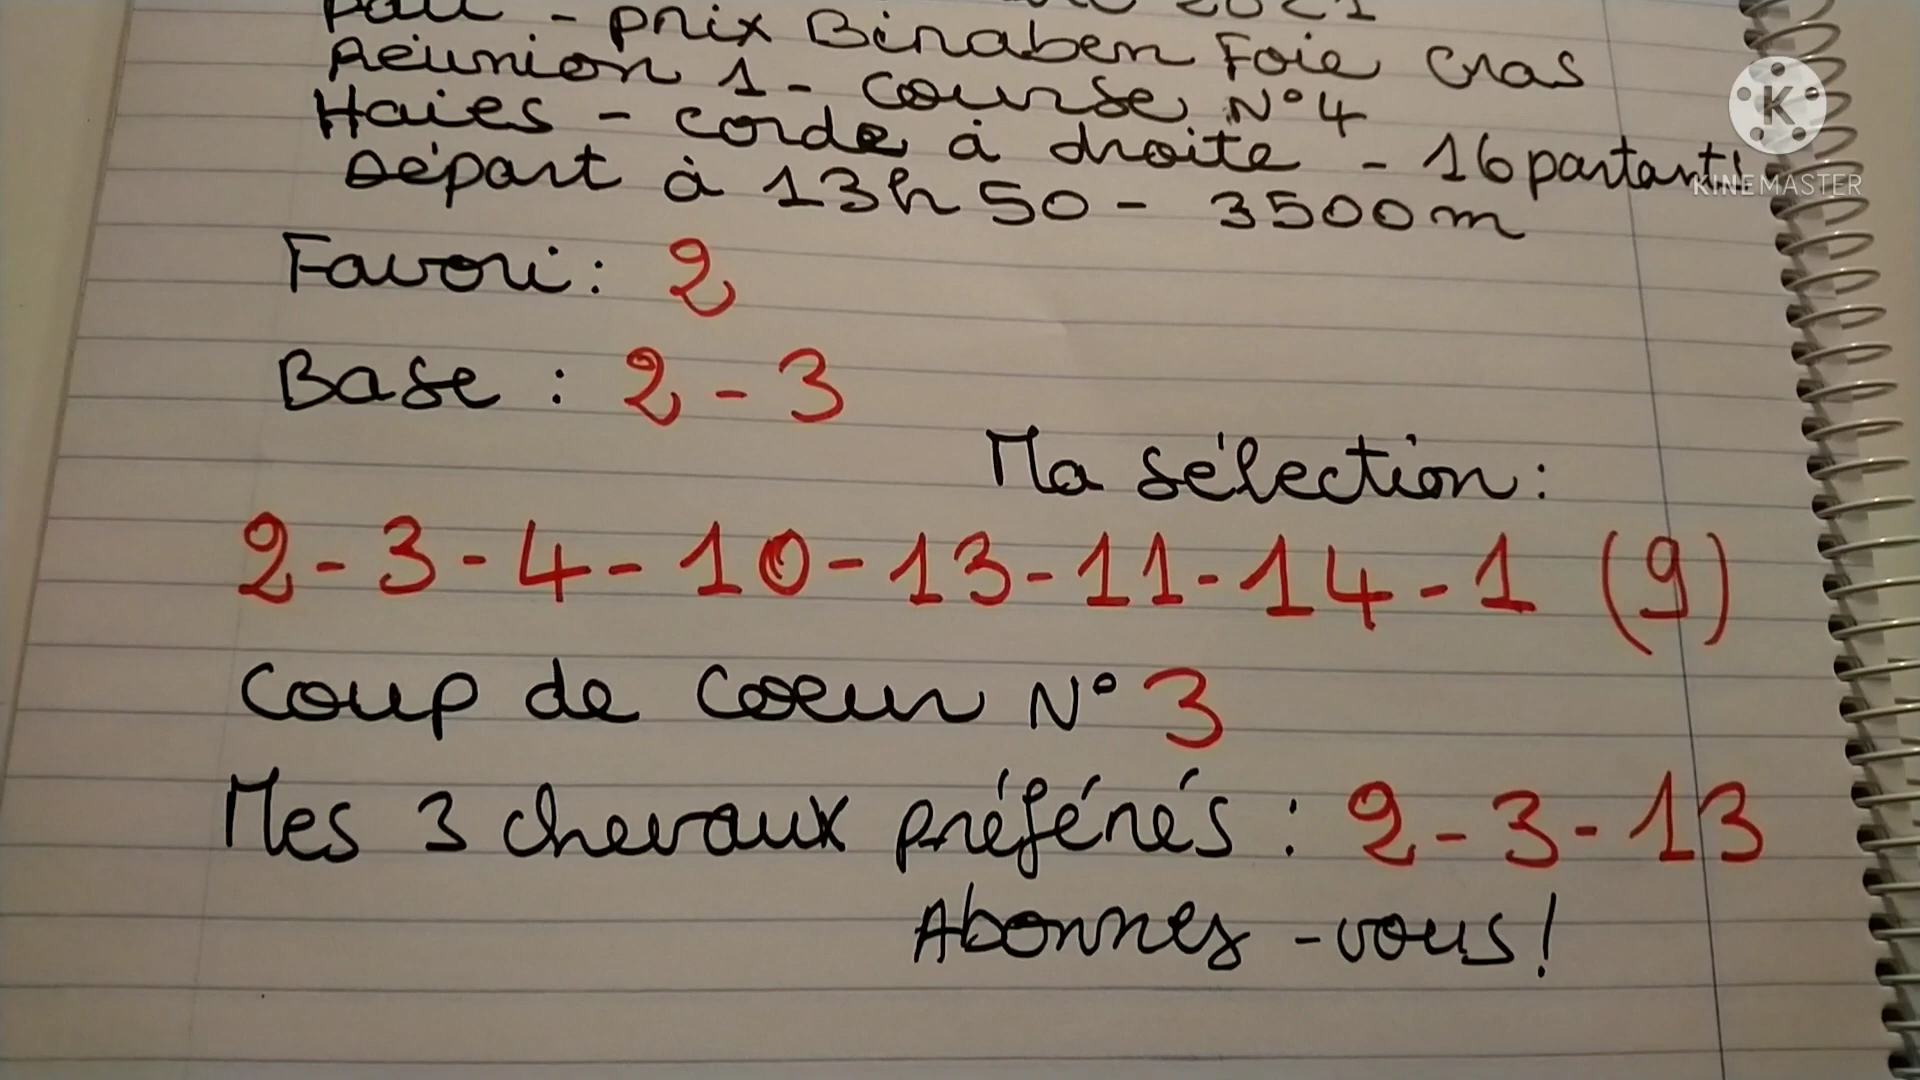 Pau - prix Binaben Foie Gras
Réunion 1 - course N°4
Haies - corde à droite - 16 partants
Départ à 13h50 - 3500m
Favori : 2
Base : 2 - 3
Ma sélection :
2 - 3 - 4 - 10 - 13 - 11 - 14 - 1 (9)
Coup de coeur N° 3
Mes 3 chevaux préférés : 2 - 3 - 13
Abonnez-vous !
K
KINEMASTER